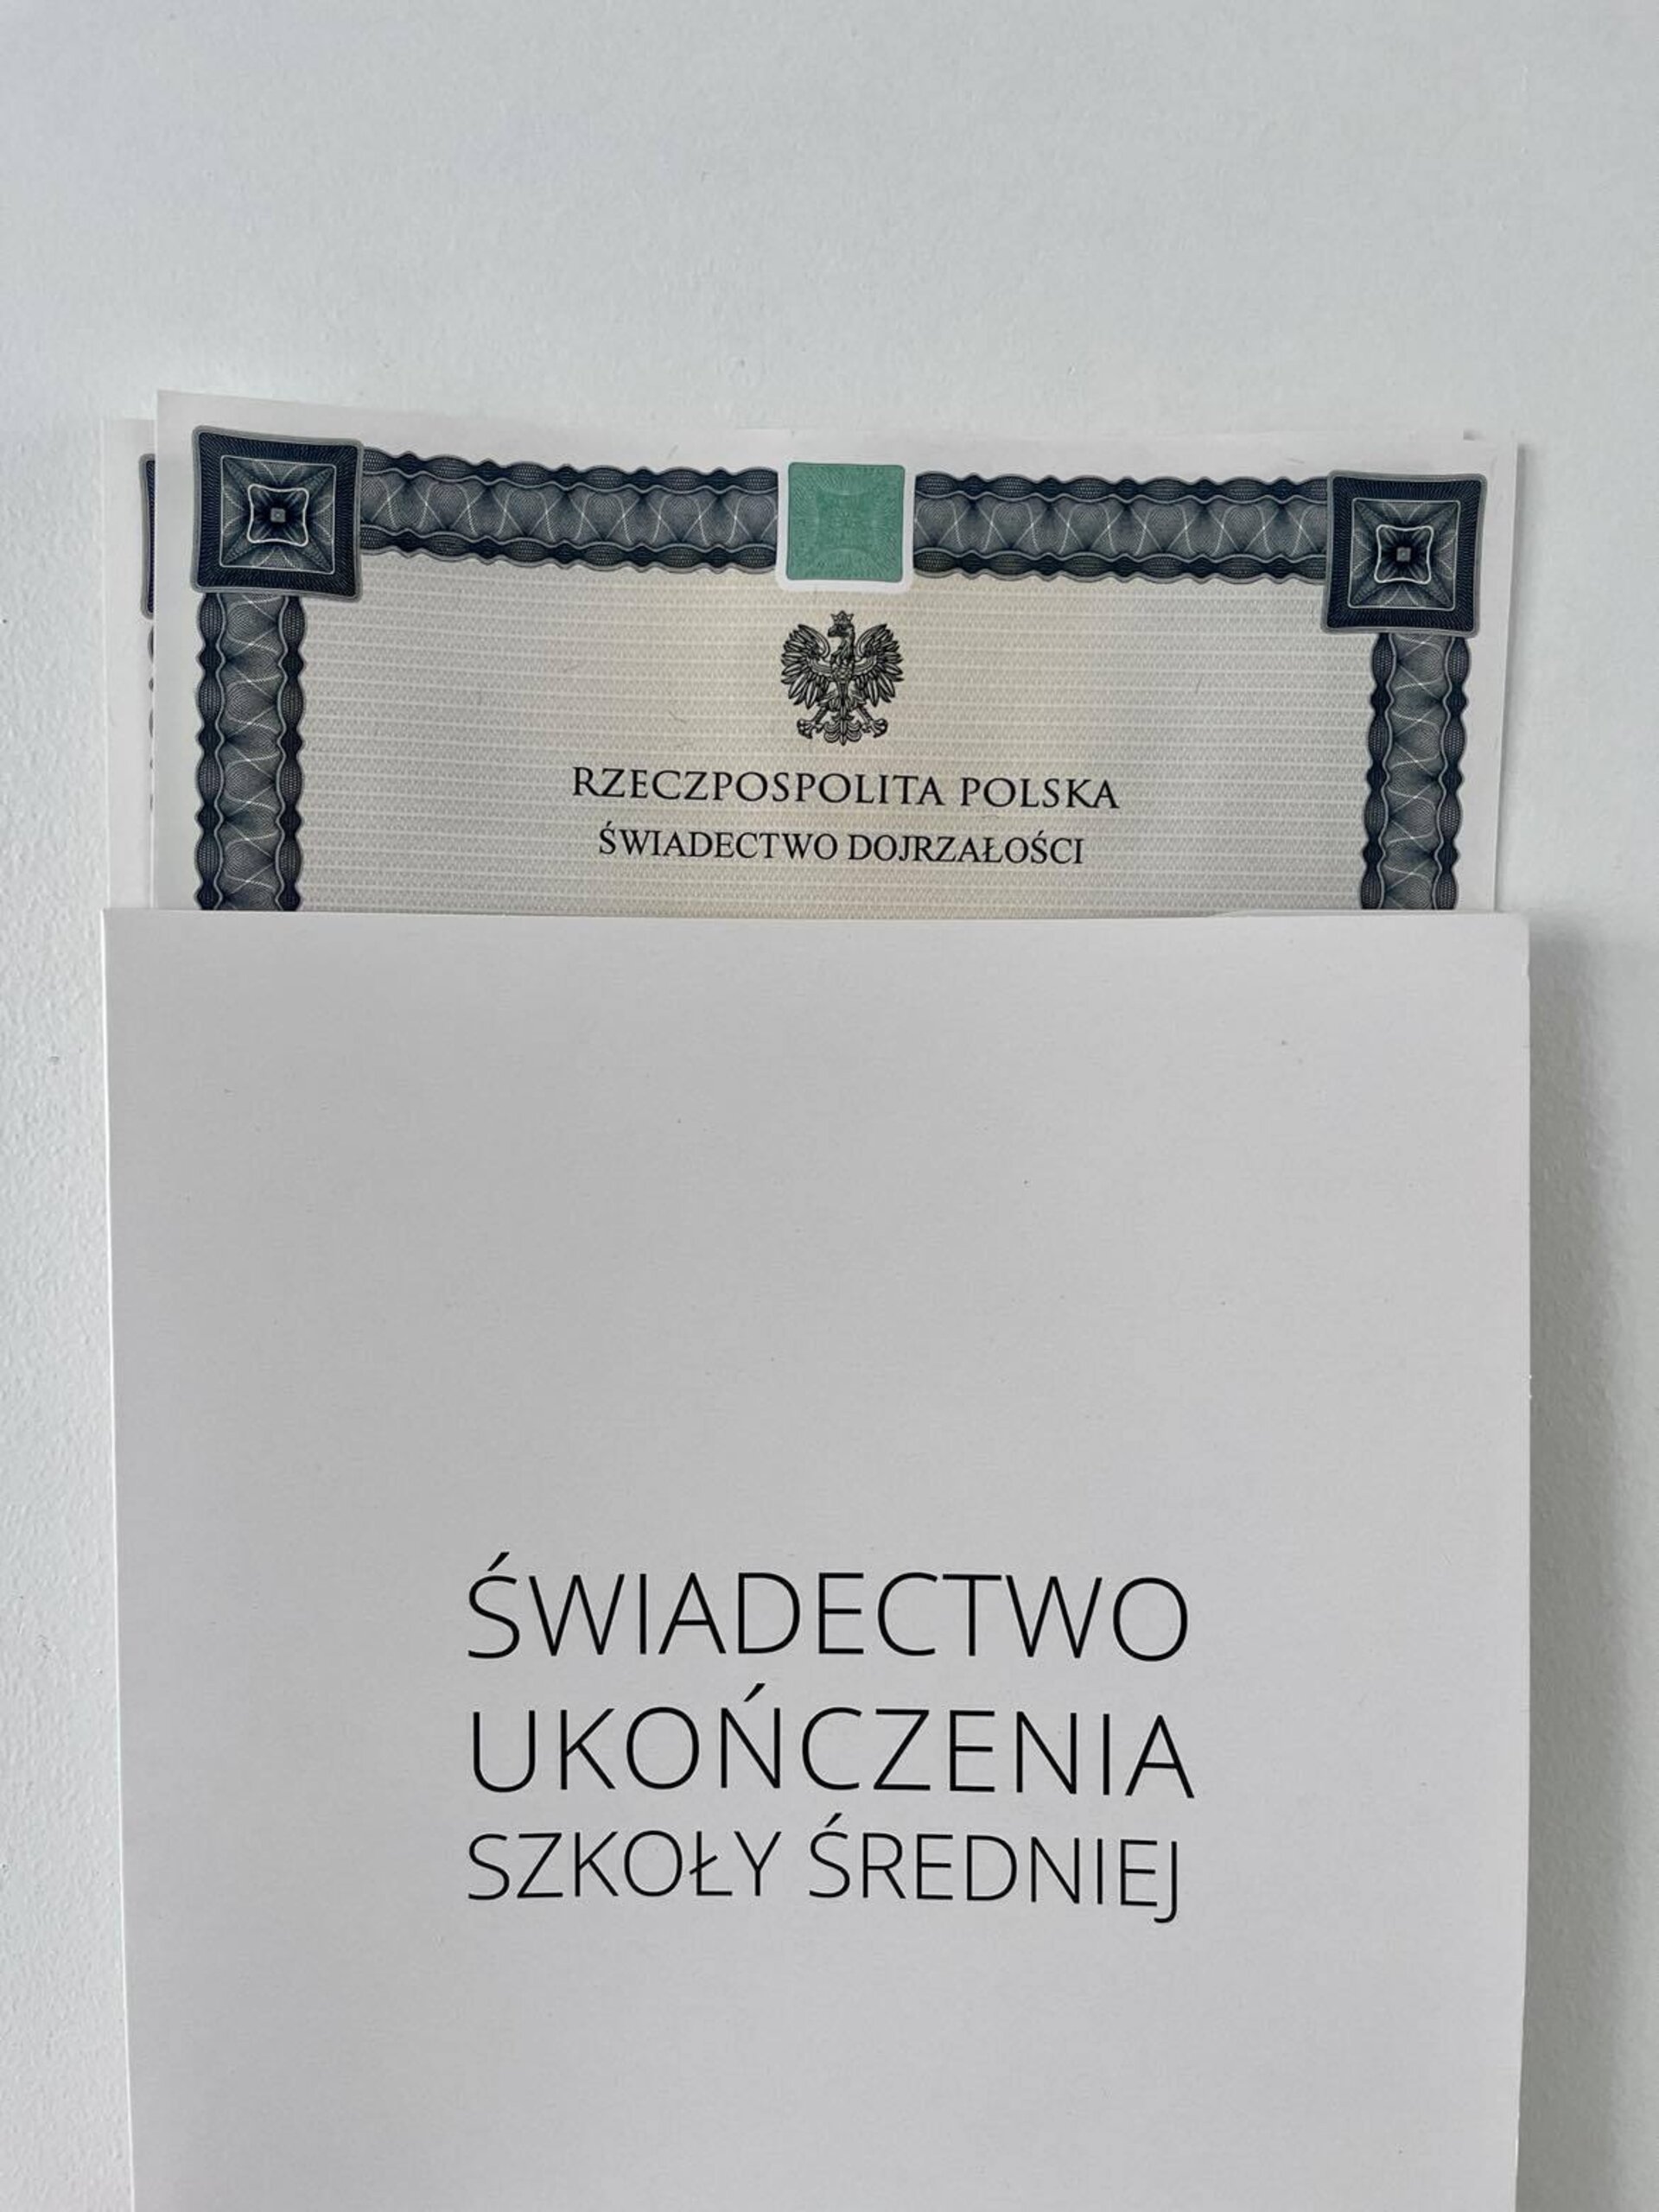 RZECZPOSPOLITA POLSKA
ŚWIADECTWO DOJRZAŁOŚCI
ŚWIADECTWO
UKOŃCZENIA
SZKOŁY ŚREDNIEJ